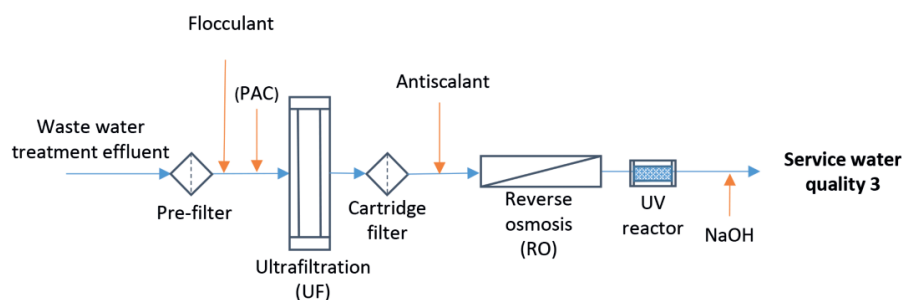 Flocculant
(PAC)
Antiscalant
Waste water
treatment effluent
Service water
quality 3
Pre-filter
Cartridge
filter
Reverse
osmosis
(RO)
UV
reactor
NaOH
Ultrafiltration
(UF)